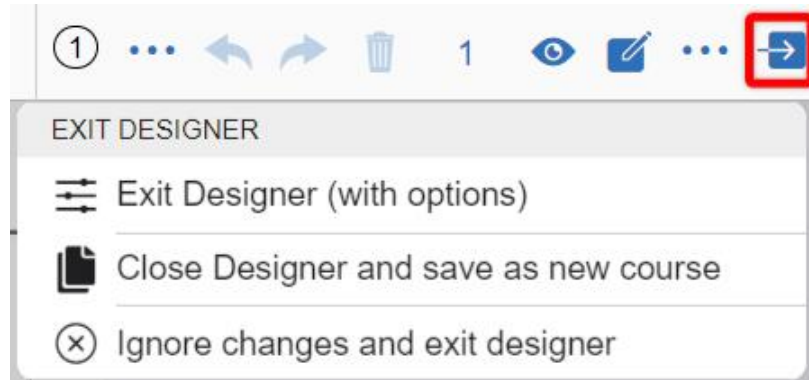 1 ... 1 ...
EXIT DESIGNER
Exit Designer (with options)
Close Designer and save as new course
Ignore changes and exit designer